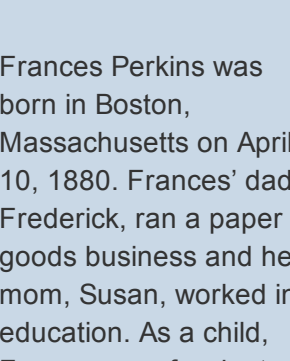 Frances Perkins was
born in Boston,
Massachusetts on April
10, 1880. Frances’ dad
Frederick, ran a paper
goods business and he
mom, Susan, worked in
education. As a child,